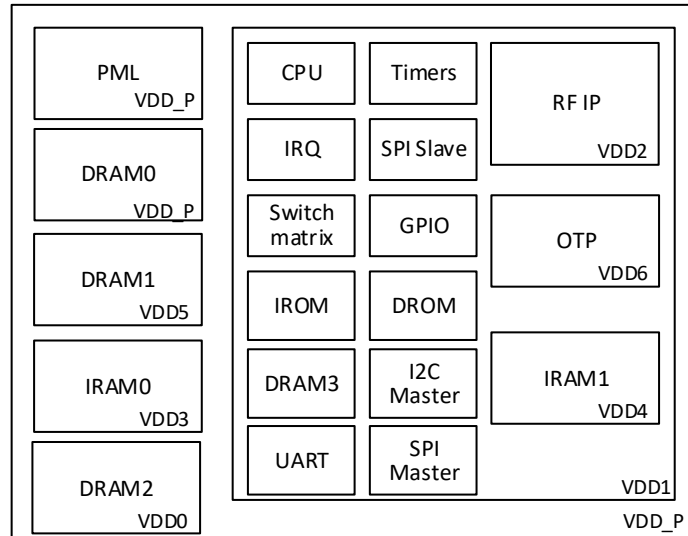 PML
VDD_P
DRAM0
VDD_P
DRAM1
VDD5
IRAM0
VDD3
DRAM2
VDD0
CPU
Timers
IRQ
SPI Slave
Switch
matrix
GPIO
IROM
DROM
DRAM3
I2C
Master
UART
SPI
Master
RF IP
VDD2
OTP
VDD6
IRAM1
VDD4
VDD1
VDD_P